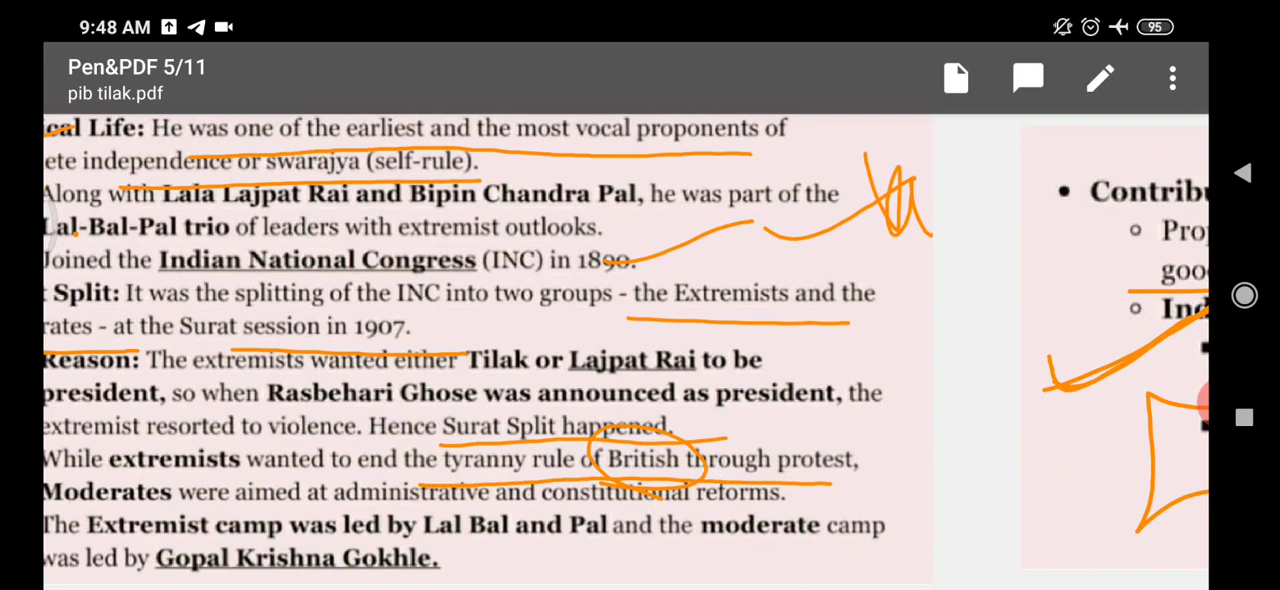 9:48 AM
95
Pen&PDF 5/11
pib tilak.pdf
ical Life: He was one of the earliest and the most vocal proponents of
ete independence or swarajya (self-rule).
Along with Lala Lajpat Rai and Bipin Chandra Pal, he was part of the
Lal-Bal-Pal trio of leaders with extremist outlooks.
Joined the Indian National Congress (INC) in 1890.
t Split: It was the splitting of the INC into two groups - the Extremists and the
rates - at the Surat session in 1907.
Reason: The extremists wanted either Tilak or Lajpat Rai to be
president, so when Rasbehari Ghose was announced as president, the
extremist resorted to violence. Hence Surat Split happened.
While extremists wanted to end the tyranny rule of British through protest,
Moderates were aimed at administrative and constitutional reforms.
The Extremist camp was led by Lal Bal and Pal and the moderate camp
was led by Gopal Krishna Gokhle.
Contribu
Pro
goo
Ind